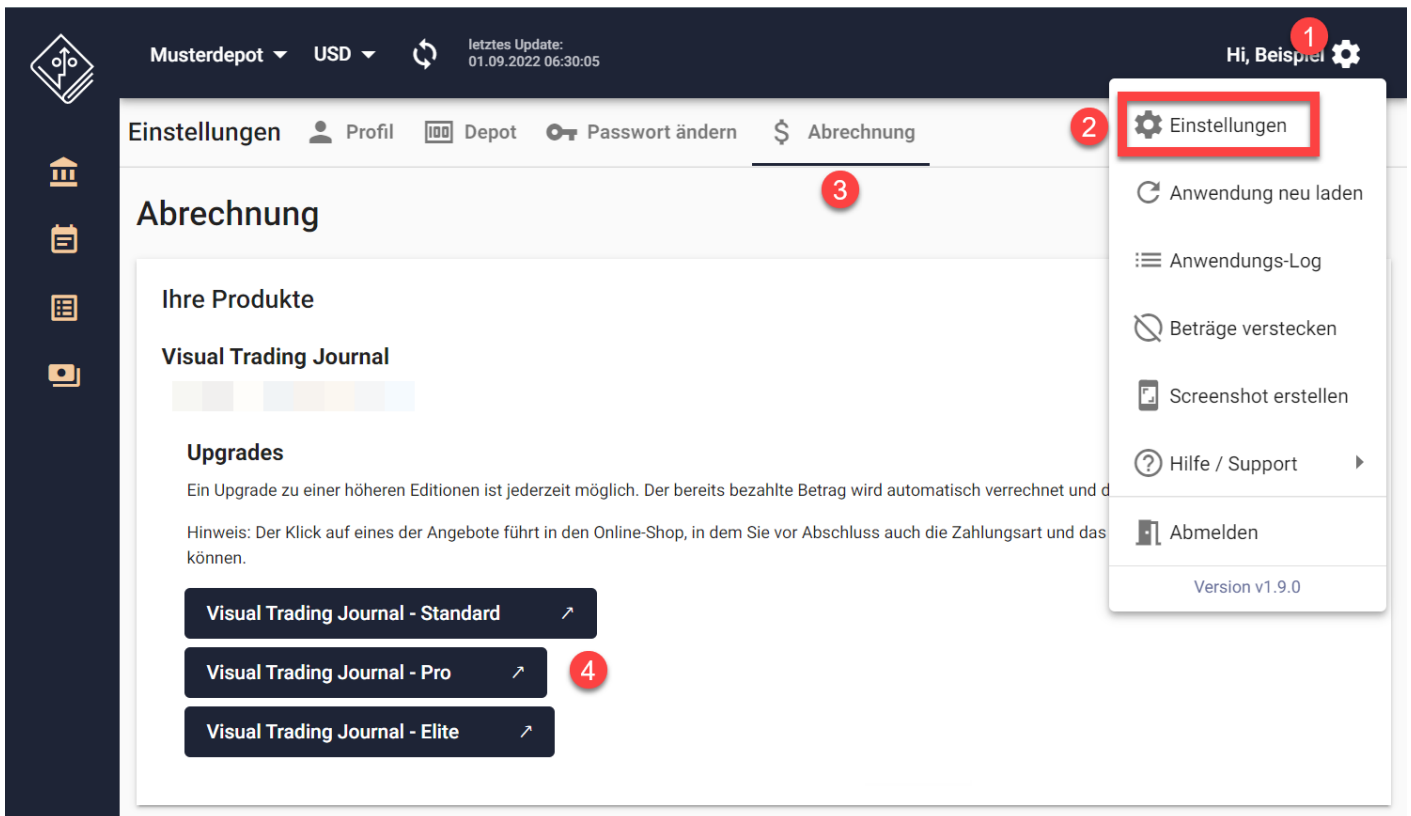 Musterdepot USD letztes Update:
01.09.2022 06:30:05
Hi, Beispiel
1
Einstellungen Profil Depot Passwort ändern Abrechnung
2
Einstellungen
3
Anwendung neu laden
Anwendungs-Log
Beträge verstecken
Screenshot erstellen
Hilfe / Support
Abmelden
Version v1.9.0
Abrechnung
Ihre Produkte
Visual Trading Journal
Upgrades
Ein Upgrade zu einer höheren Editionen ist jederzeit möglich. Der bereits bezahlte Betrag wird automatisch verrechnet und d
Hinweis: Der Klick auf eines der Angebote führt in den Online-Shop, in dem Sie vor Abschluss auch die Zahlungsart und das
können.
Visual Trading Journal - Standard ↗
Visual Trading Journal - Pro ↗
4
Visual Trading Journal - Elite ↗